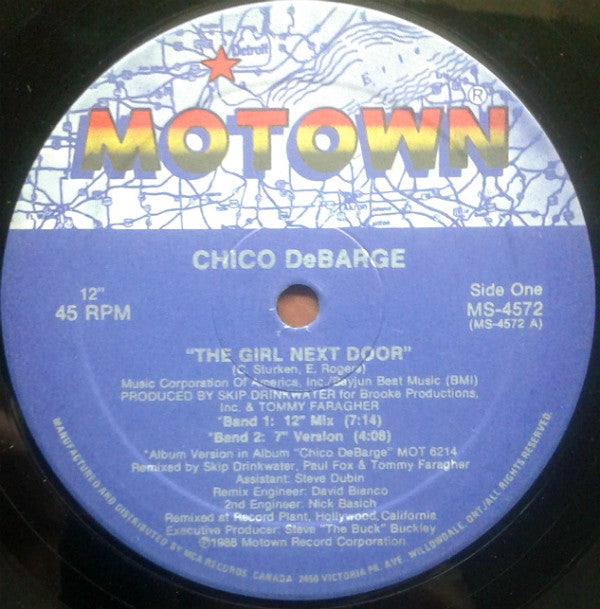 Detroit
Erie
MOTOWN®
CHICO DeBARGE
12"
45 RPM
Side One
MS-4572
(MS-4572 A)
"THE GIRL NEXT DOOR"
(C. Sturken, E. Rogers)
Music Corporation Of America, Inc./Bayjun Beat Music (BMI)
PRODUCED BY SKIP DRINKWATER for Brooke Productions,
Inc. & TOMMY FARAGHER
*Band 1: 12" Mix (7:14)
*Band 2: 7" Version (4:08)
*Album Version in Album "Chico DeBarge" MOT 6214
Remixed by Skip Drinkwater, Paul Fox & Tommy Faragher
Assistant: Steve Dubin
Remix Engineer: David Bianco
2nd Engineer: Nick Basich
Remixed at Record Plant, Hollywood, California
Executive Producer: Steve "The Buck" Buckley
Ⓟ1986 Motown Record Corporation
MANUFACTURED AND DISTRIBUTED BY MCA RECORDS CANADA 2450 VICTORIA PK. AVE. WILLOWDALE, ONT./ALL RIGHTS RESERVED.